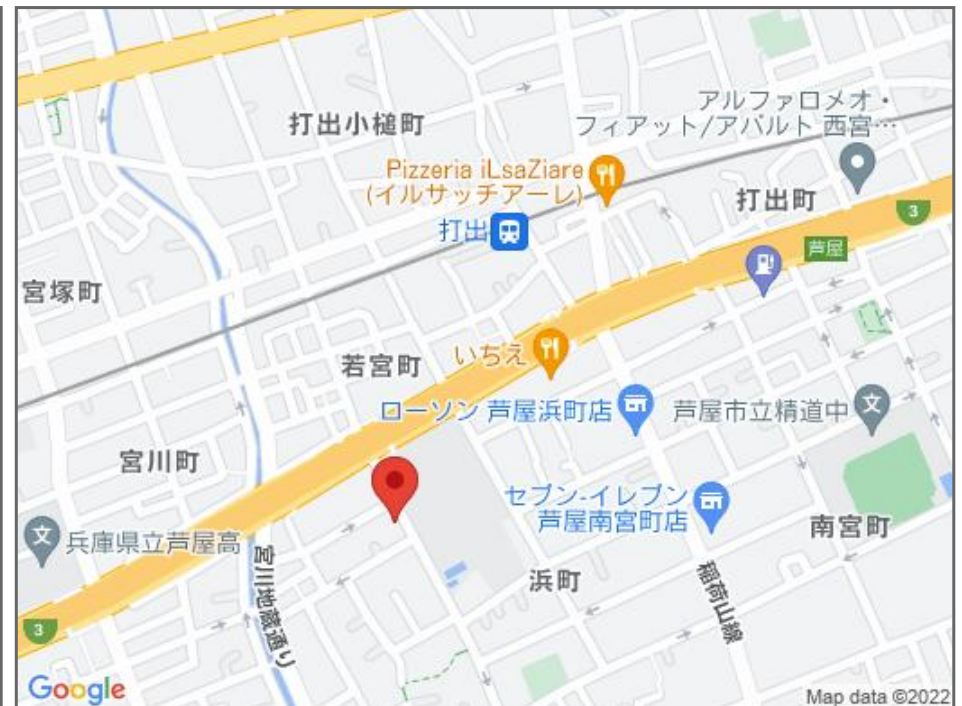 アルファロメオ・
フィアット/アバルト 西宮…
打出小槌町
Pizzeria iLsaZiare
(イルサッチアーレ)
打出町
3
打出
芦屋
宮塚町
いちえ
若宮町
ローソン 芦屋浜町店
芦屋市立精道中
宮川町
セブン-イレブン
芦屋南宮町店
南宮町
兵庫県立芦屋高
浜町
宮川地蔵通り
稲荷山線
3
Google
Map data ©2022